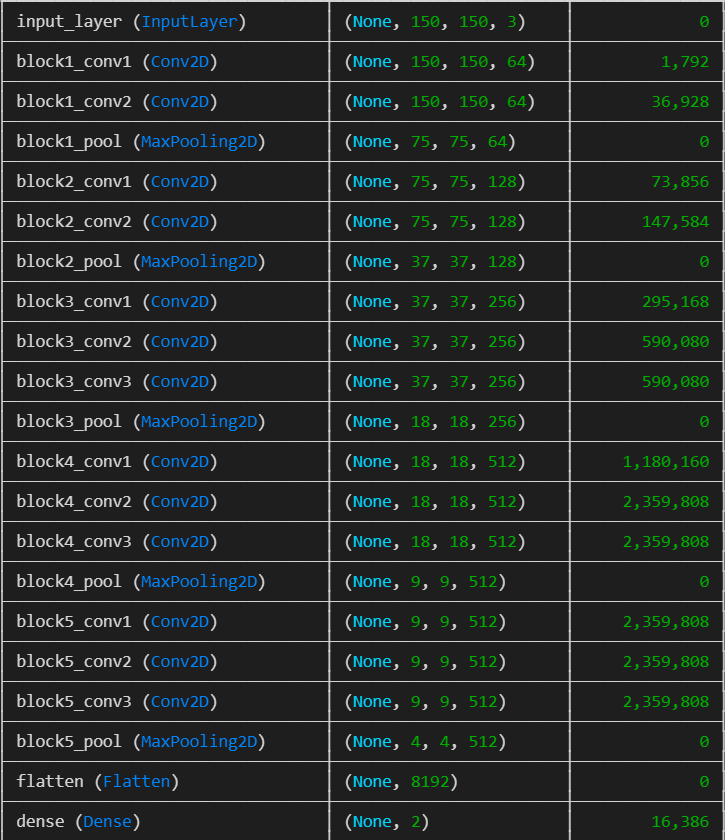 input_layer (InputLayer) (None, 150, 150, 3) 0
block1_conv1 (Conv2D) (None, 150, 150, 64) 1,792
block1_conv2 (Conv2D) (None, 150, 150, 64) 36,928
block1_pool (MaxPooling2D) (None, 75, 75, 64) 0
block2_conv1 (Conv2D) (None, 75, 75, 128) 73,856
block2_conv2 (Conv2D) (None, 75, 75, 128) 147,584
block2_pool (MaxPooling2D) (None, 37, 37, 128) 0
block3_conv1 (Conv2D) (None, 37, 37, 256) 295,168
block3_conv2 (Conv2D) (None, 37, 37, 256) 590,080
block3_conv3 (Conv2D) (None, 37, 37, 256) 590,080
block3_pool (MaxPooling2D) (None, 18, 18, 256) 0
block4_conv1 (Conv2D) (None, 18, 18, 512) 1,180,160
block4_conv2 (Conv2D) (None, 18, 18, 512) 2,359,808
block4_conv3 (Conv2D) (None, 18, 18, 512) 2,359,808
block4_pool (MaxPooling2D) (None, 9, 9, 512) 0
block5_conv1 (Conv2D) (None, 9, 9, 512) 2,359,808
block5_conv2 (Conv2D) (None, 9, 9, 512) 2,359,808
block5_conv3 (Conv2D) (None, 9, 9, 512) 2,359,808
block5_pool (MaxPooling2D) (None, 4, 4, 512) 0
flatten (Flatten) (None, 8192) 0
dense (Dense) (None, 2) 16,386